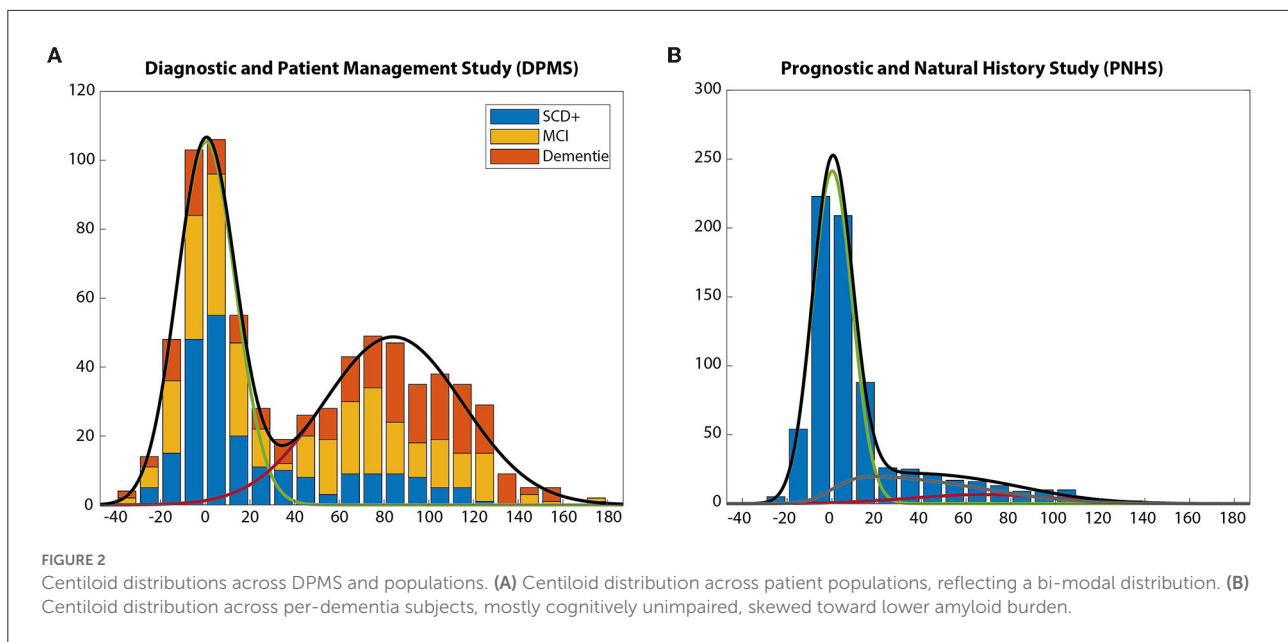 A
Diagnostic and Patient Management Study (DPMS)
120
100
80
60
40
20
0
SCD+
MCI
Dementie
-40 -20 0 20 40 60 80 100 120 140 160 180
B
Prognostic and Natural History Study (PNHS)
300
250
200
150
100
50
0
-40 -20 0 20 40 60 80 100 120 140 160 180
FIGURE 2
Centiloid distributions across DPMS and populations. (A) Centiloid distribution across patient populations, reflecting a bi-modal distribution. (B)
Centiloid distribution across per-dementia subjects, mostly cognitively unimpaired, skewed toward lower amyloid burden.